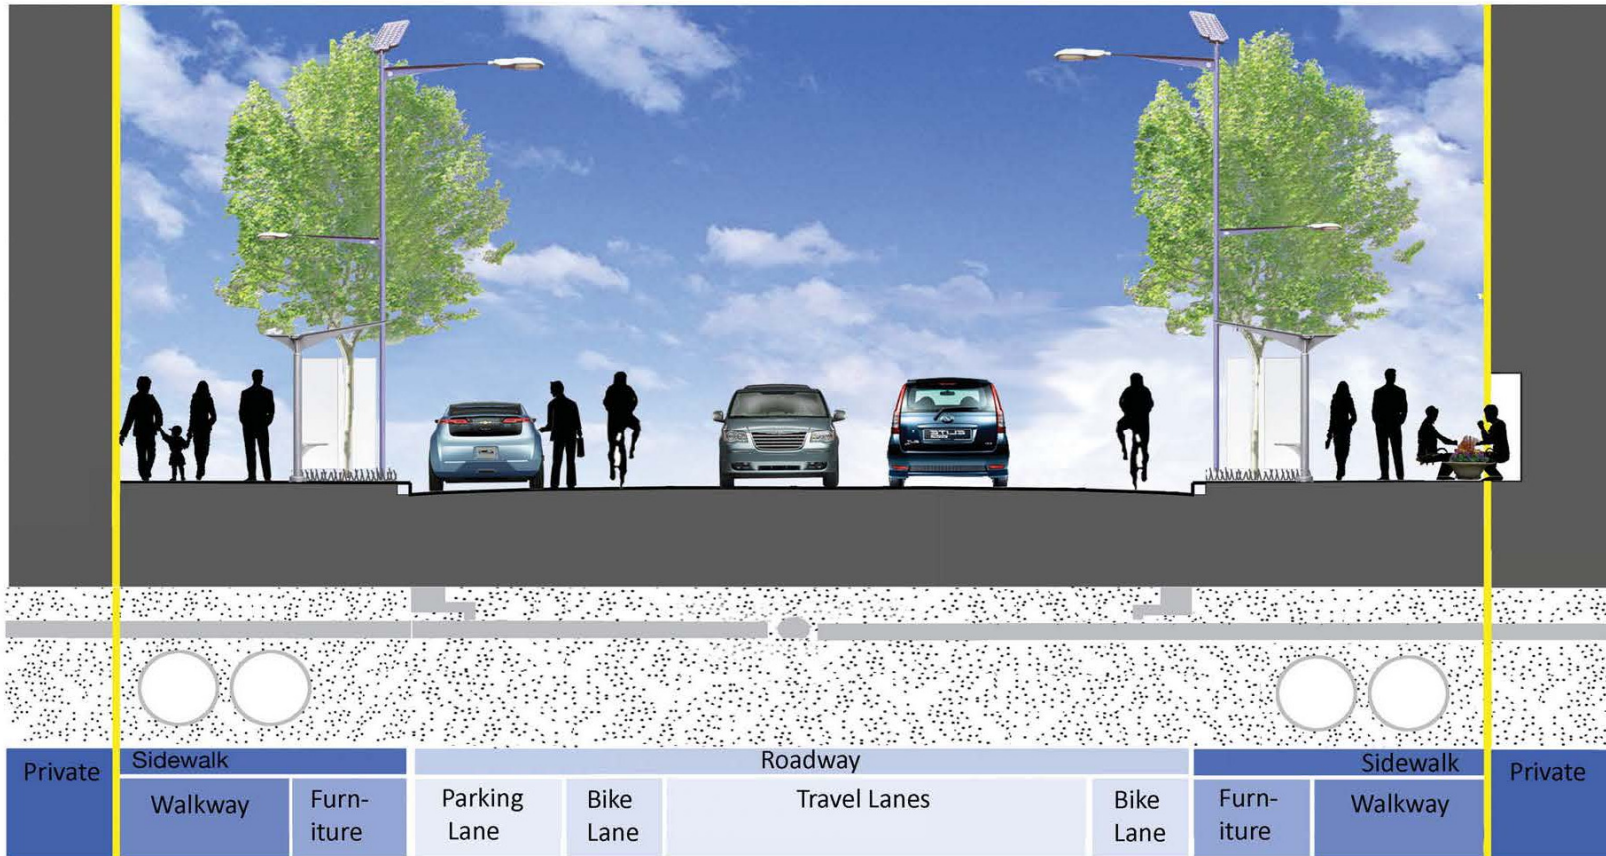 Private
Sidewalk
Roadway
Sidewalk
Private
Walkway
Furn-
iture
Parking
Lane
Bike
Lane
Travel Lanes
Bike
Lane
Furn-
iture
Walkway